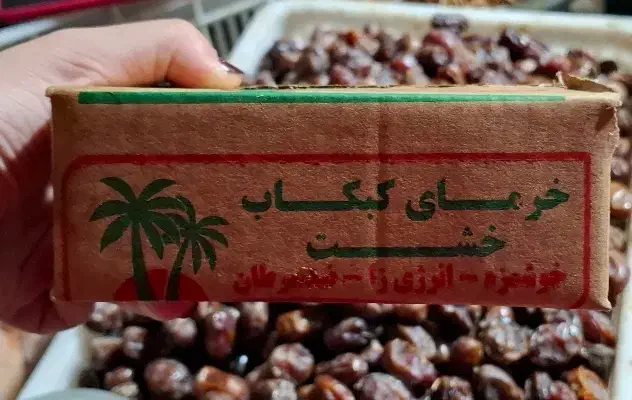 خرمای کبکاب
خشت
خوشمزه - انرژی زا - ضد سرطان